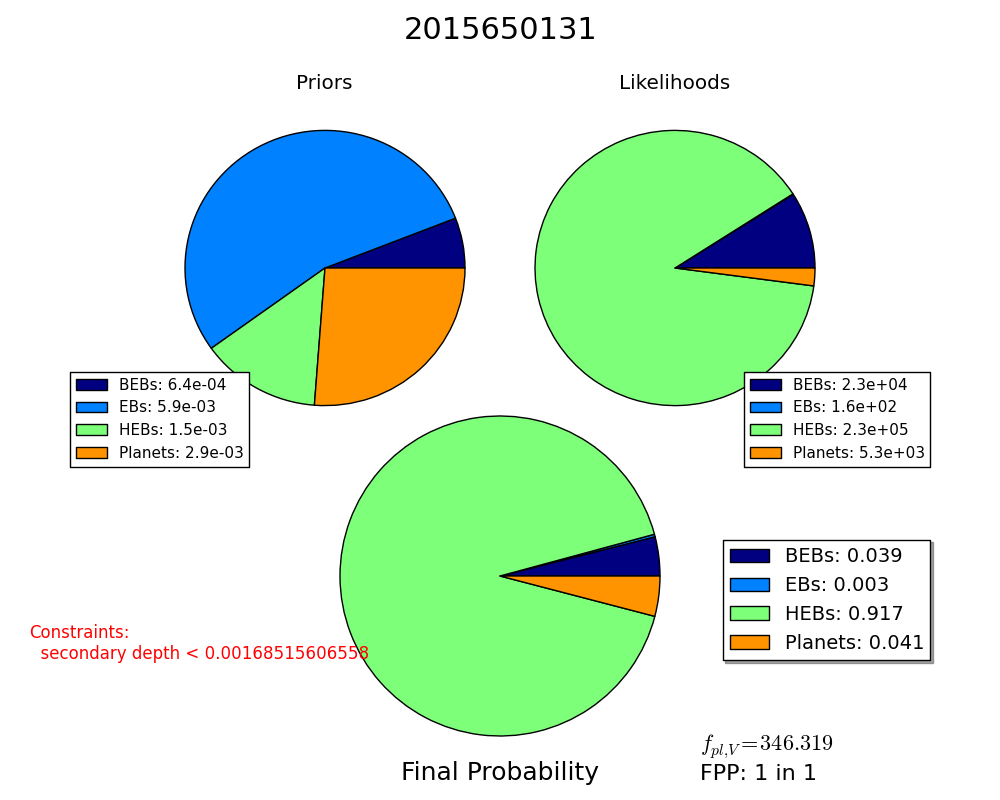 2015650131
Priors
Likelihoods
BEBs: 6.4e-04
EBs: 5.9e-03
HEBs: 1.5e-03
Planets: 2.9e-03
BEBs: 2.3e+04
EBs: 1.6e+02
HEBs: 2.3e+05
Planets: 5.3e+03
BEBs: 0.039
EBs: 0.003
HEBs: 0.917
Planets: 0.041
Constraints:
secondary depth < 0.00168515606558
f_{pl,V}=346.319
Final Probability
FPP: 1 in 1